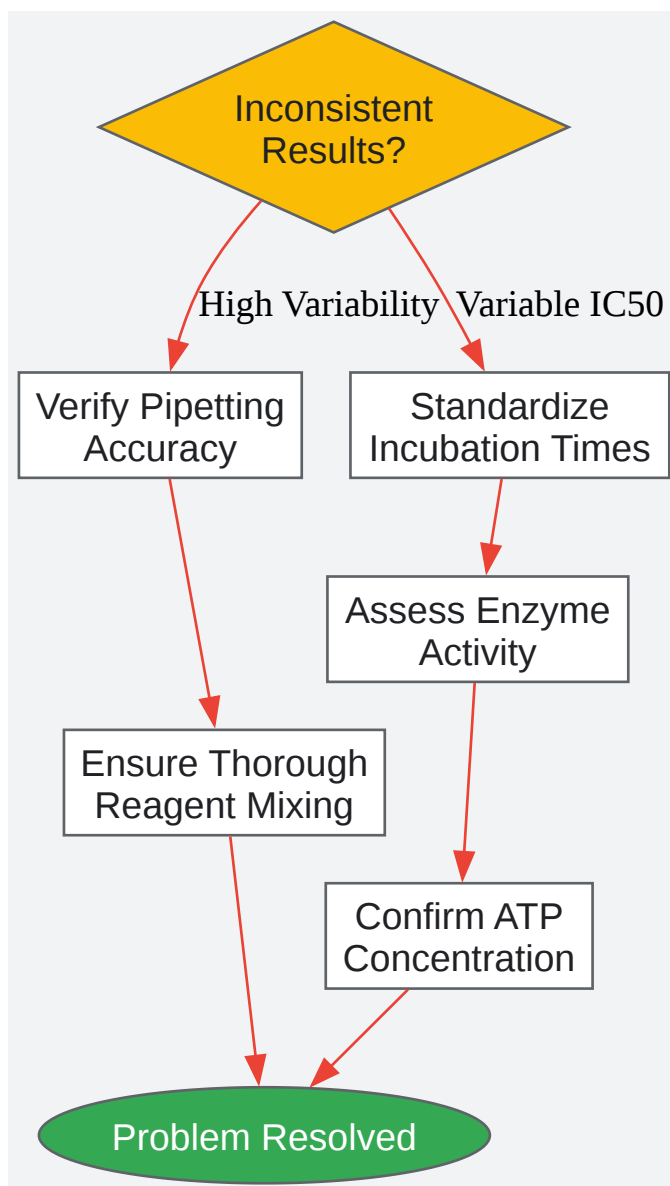 Inconsistent
Results?
High Variability
Variable IC50
Verify Pipetting
Accuracy
Standardize
Incubation Times
Assess Enzyme
Activity
Ensure Thorough
Reagent Mixing
Confirm ATP
Concentration
Problem Resolved